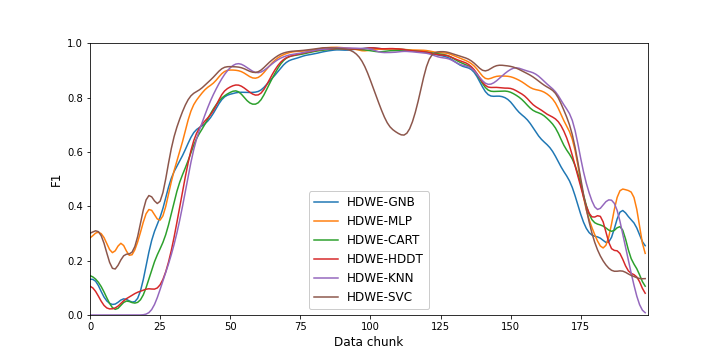 1.0
0.8
0.6
0.4
0.2
0.0
F1
HDWE-GNB
HDWE-MLP
HDWE-CART
HDWE-HDDT
HDWE-KNN
HDWE-SVC
0 25 50 75 100 125 150 175
Data chunk